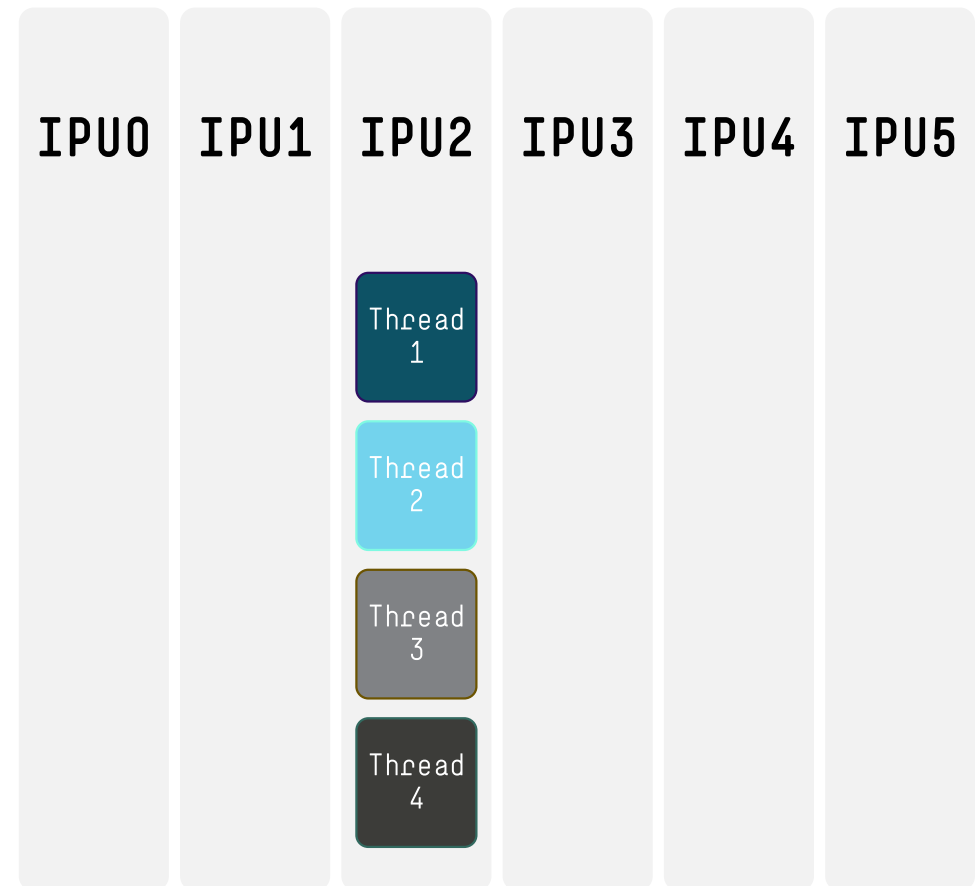 IPU0 IPU1 IPU2 IPU3 IPU4 IPU5
Thread
1
Thread
2
Thread
3
Thread
4